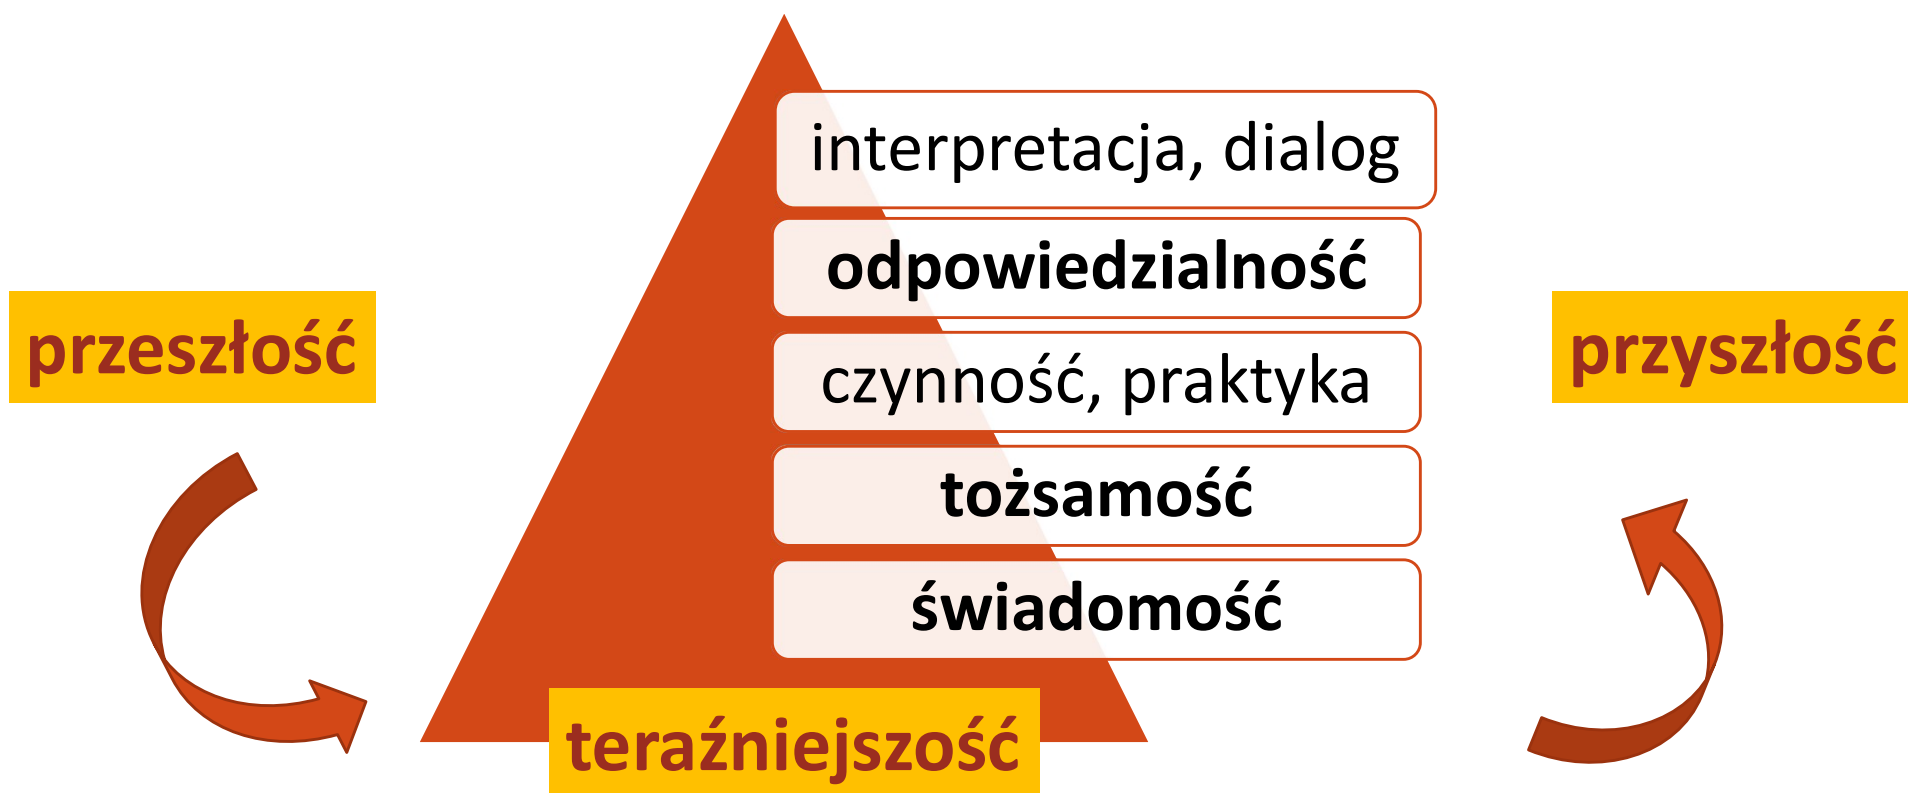 interpretacja, dialog
odpowiedzialność
przeszłość
przyszłość
czynność, praktyka
tożsamość
świadomość
teraźniejszość